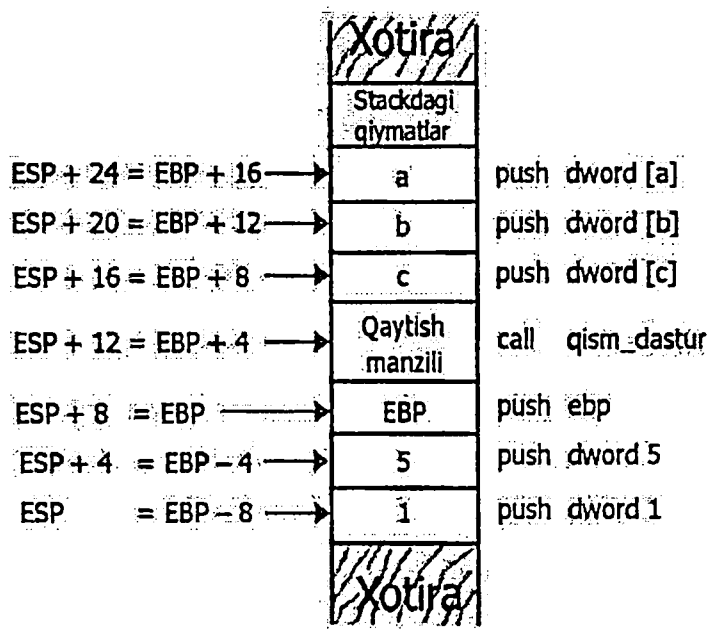 Xotira
Stackdagi
qiymatlar
ESP + 24 = EBP + 16 a push dword [a]
ESP + 20 = EBP + 12 b push dword [b]
ESP + 16 = EBP + 8 c push dword [c]
ESP + 12 = EBP + 4 Qaytish manzili call qism_dastur
ESP + 8 = EBP EBP push ebp
ESP + 4 = EBP – 4 5 push dword 5
ESP = EBP – 8 1 push dword 1
Xotira